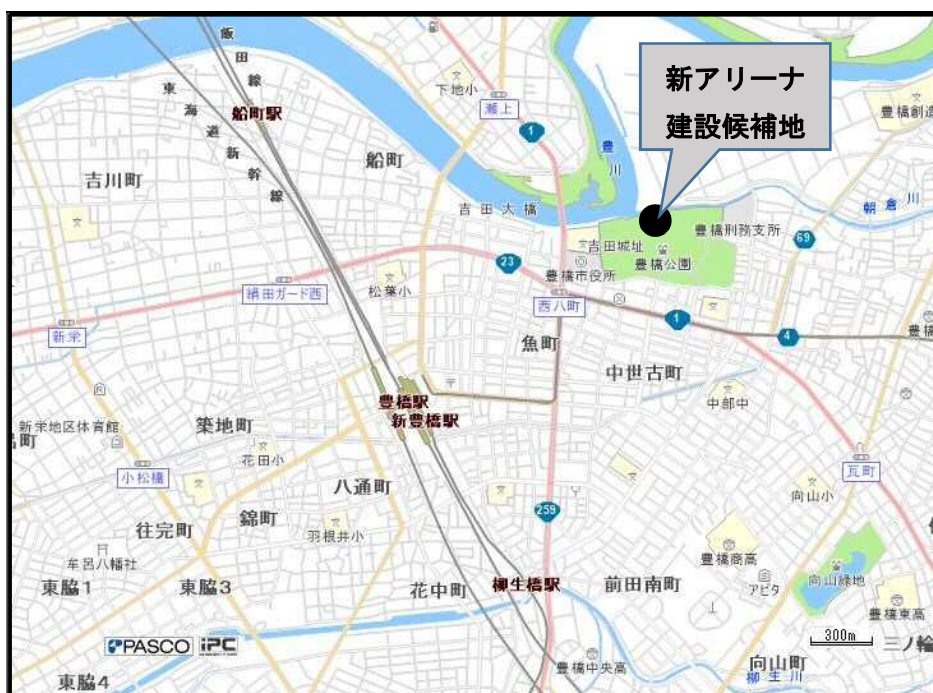 新アリーナ
建設候補地
飯田線
船町駅
東海道新幹線
下地小
瀬上
1
豊川
豊橋創造
船町
吉川町
吉田大橋
朝倉川
吉田城址
豊橋刑務支所
69
豊橋公園
豊橋市役所
23
松葉小
絹田ガード西
西八町
新栄
1
4
魚町
中世古町
豊橋駅
新豊橋駅
中部中
新栄地区体育館
築地町
花田小
小松橋
瓦町
八通町
向山小
往完町
錦町
羽根井小
259
牟呂八幡社
豊橋商高
アピタ
向山緑地
東脇1
東脇3
花中町
柳生橋駅
前田南町
豊橋東高
300m
三ノ輪
PASCO iPC
豊橋中央高
向山町
柳生川
東脇4